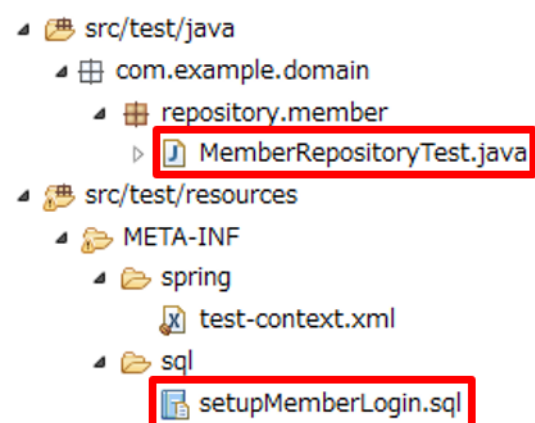 src/test/java
com.example.domain
repository.member
MemberRepositoryTest.java
src/test/resources
META-INF
spring
test-context.xml
sql
setupMemberLogin.sql